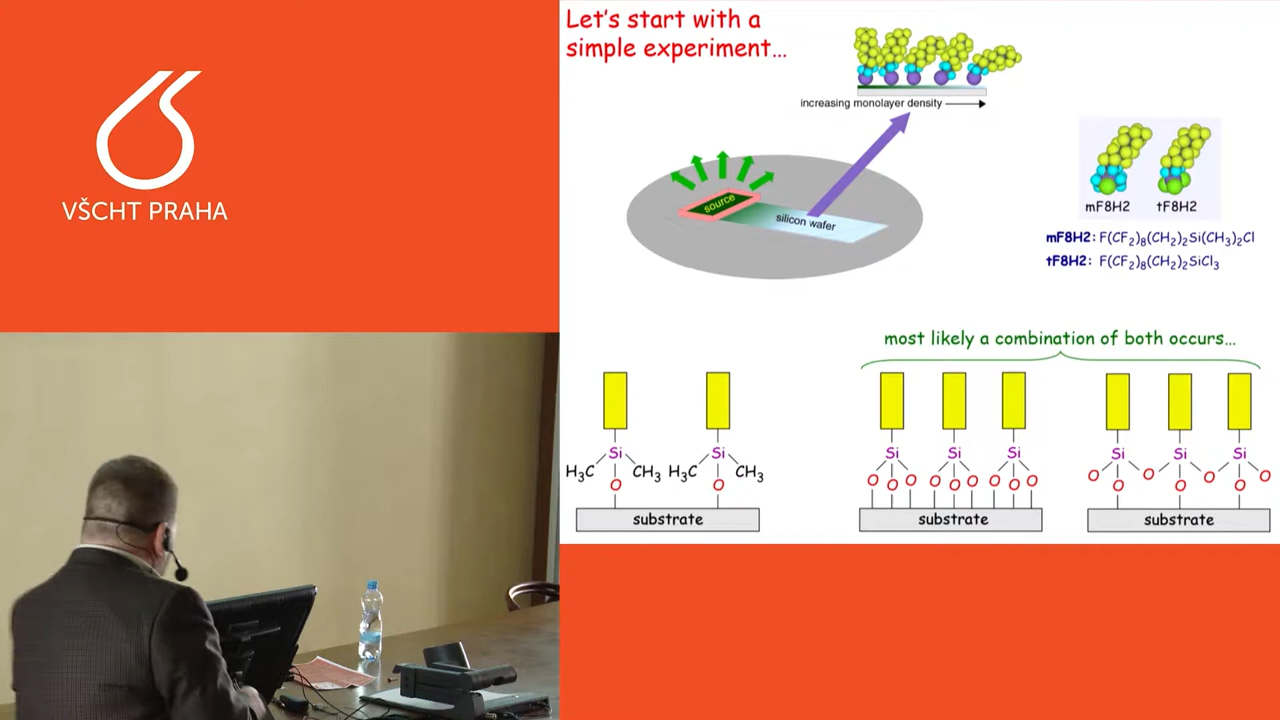 VŠCHT PRAHA
Let's start with a
simple experiment...
increasing monolayer density
source
silicon wafer
mF8H2 tF8H2
mF8H2: F(CF₂)₈(CH₂)₂Si(CH₃)₂Cl
tF8H2: F(CF₂)₈(CH₂)₂SiCl₃
most likely a combination of both occurs...
Si Si
H₃C CH₃ H₃C CH₃
O O
substrate
Si Si Si
O O O O O O O O O
substrate
Si Si Si
O O O O
O O O
substrate